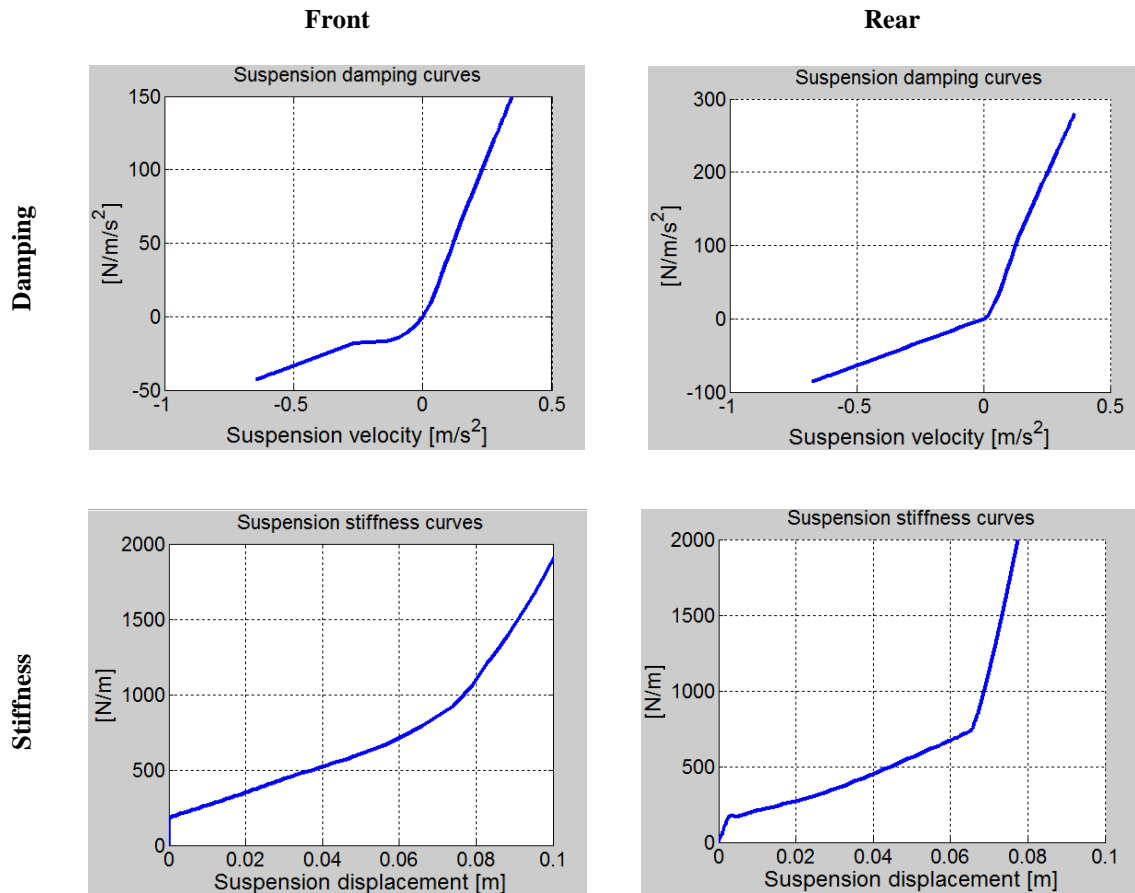 Front
Rear
Damping
Suspension damping curves
[N/m/s²]
150
100
50
0
-50
-1
-0.5
0
0.5
Suspension velocity [m/s²]
Suspension damping curves
[N/m/s²]
300
200
100
0
-100
-1
-0.5
0
0.5
Suspension velocity [m/s²]
Stiffness
Suspension stiffness curves
[N/m]
2000
1500
1000
500
0
0
0.02
0.04
0.06
0.08
0.1
Suspension displacement [m]
Suspension stiffness curves
[N/m]
2000
1500
1000
500
0
0
0.02
0.04
0.06
0.08
0.1
Suspension displacement [m]